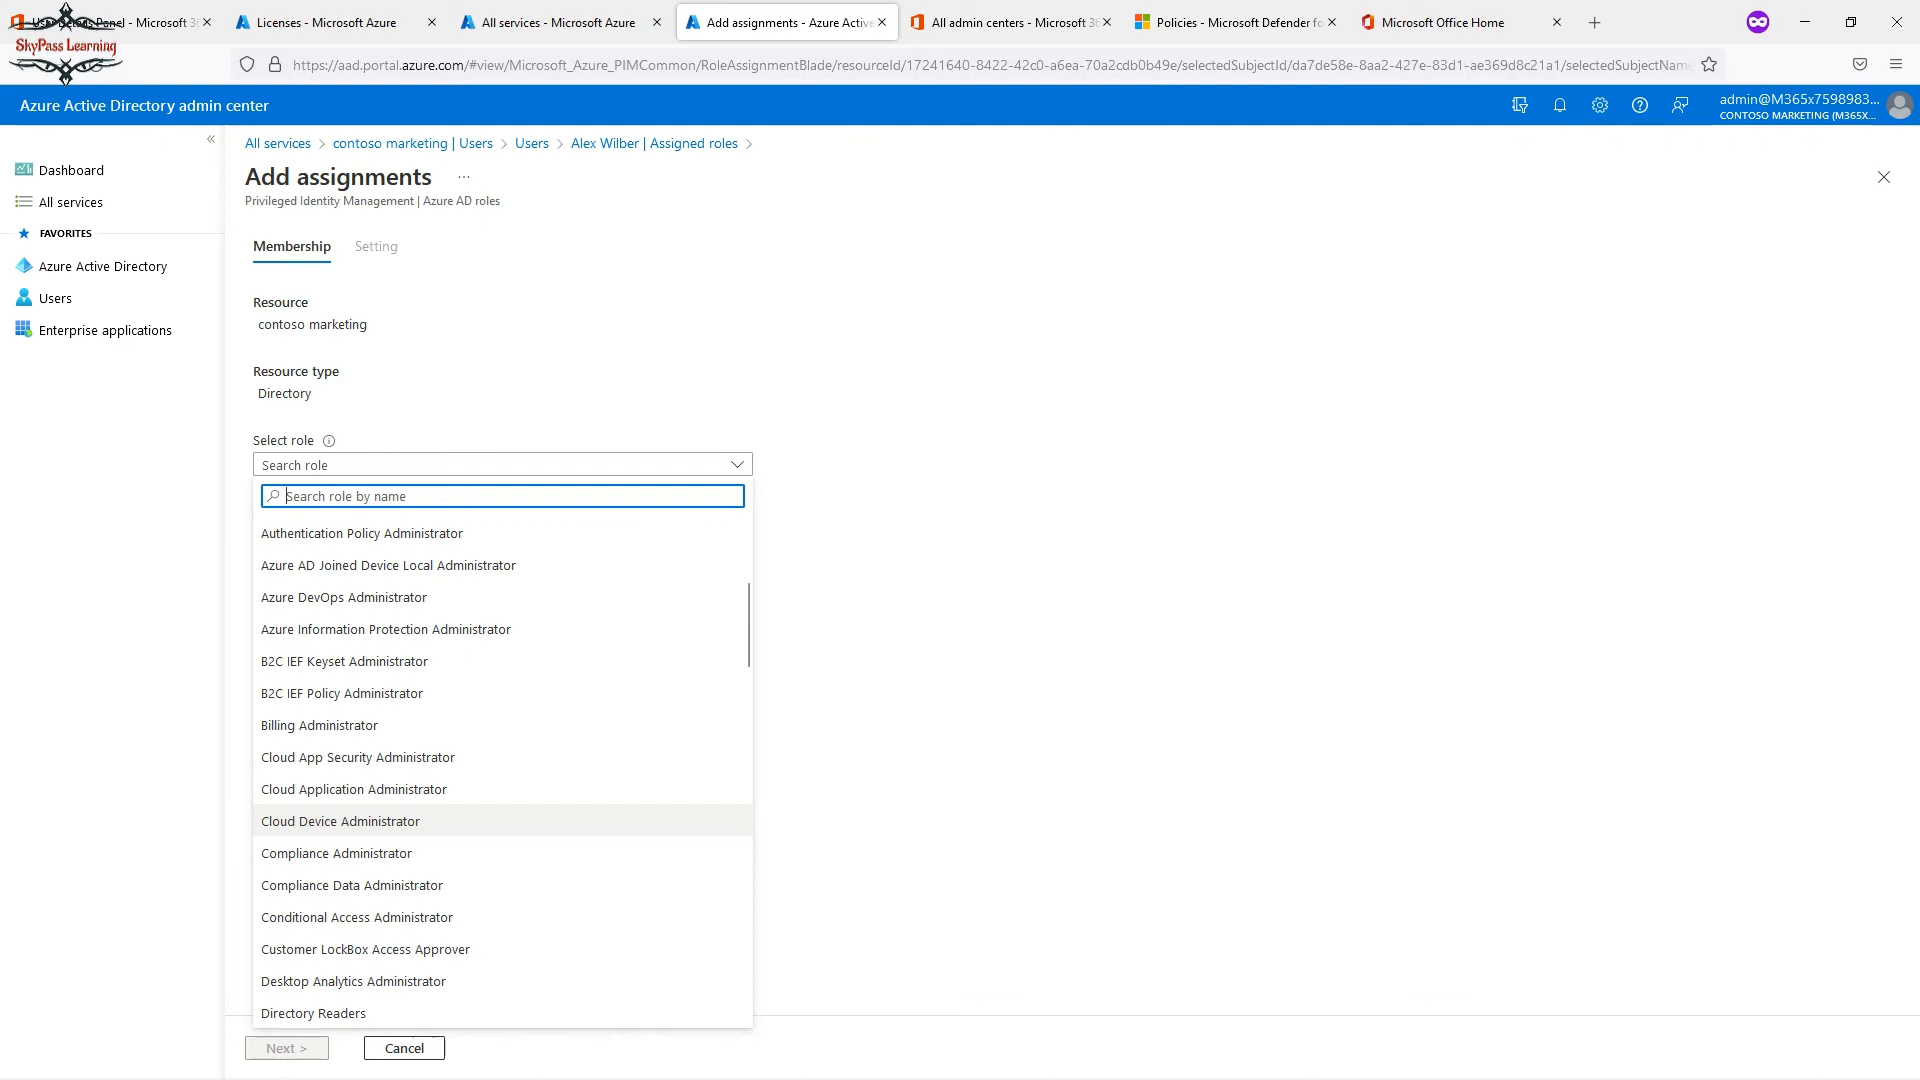 User Details Panel - Microsoft 36
Licenses - Microsoft Azure
All services - Microsoft Azure
Add assignments - Azure Active
All admin centers - Microsoft 36
Policies - Microsoft Defender fo
Microsoft Office Home
SkyPass Learning
https://aad.portal.azure.com/#view/Microsoft_Azure_PIMCommon/RoleAssignmentBlade/resourceId/17241640-8422-42c0-a6ea-70a2cdb0b49e/selectedSubjectId/da7de58e-8aa2-427e-83d1-ae369d8c21a1/selectedSubjectName
Azure Active Directory admin center
admin@M365x7598983...
CONTOSO MARKETING (M365X...
Dashboard
All services
FAVORITES
Azure Active Directory
Users
Enterprise applications
All services > contoso marketing | Users > Users > Alex Wilber | Assigned roles >
Add assignments ...
Privileged Identity Management | Azure AD roles
Membership Setting
Resource
contoso marketing
Resource type
Directory
Select role
Search role
Search role by name
Authentication Policy Administrator
Azure AD Joined Device Local Administrator
Azure DevOps Administrator
Azure Information Protection Administrator
B2C IEF Keyset Administrator
B2C IEF Policy Administrator
Billing Administrator
Cloud App Security Administrator
Cloud Application Administrator
Cloud Device Administrator
Compliance Administrator
Compliance Data Administrator
Conditional Access Administrator
Customer LockBox Access Approver
Desktop Analytics Administrator
Directory Readers
Next >
Cancel